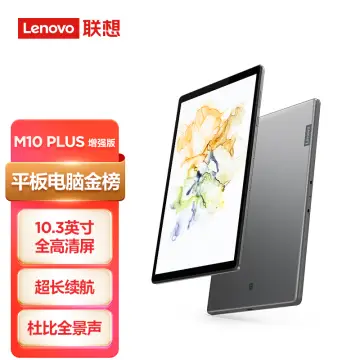 Lenovo 联想
M10 PLUS 增强版
平板电脑金榜
10.3英寸
全高清屏
超长续航
杜比全景声
Lenovo